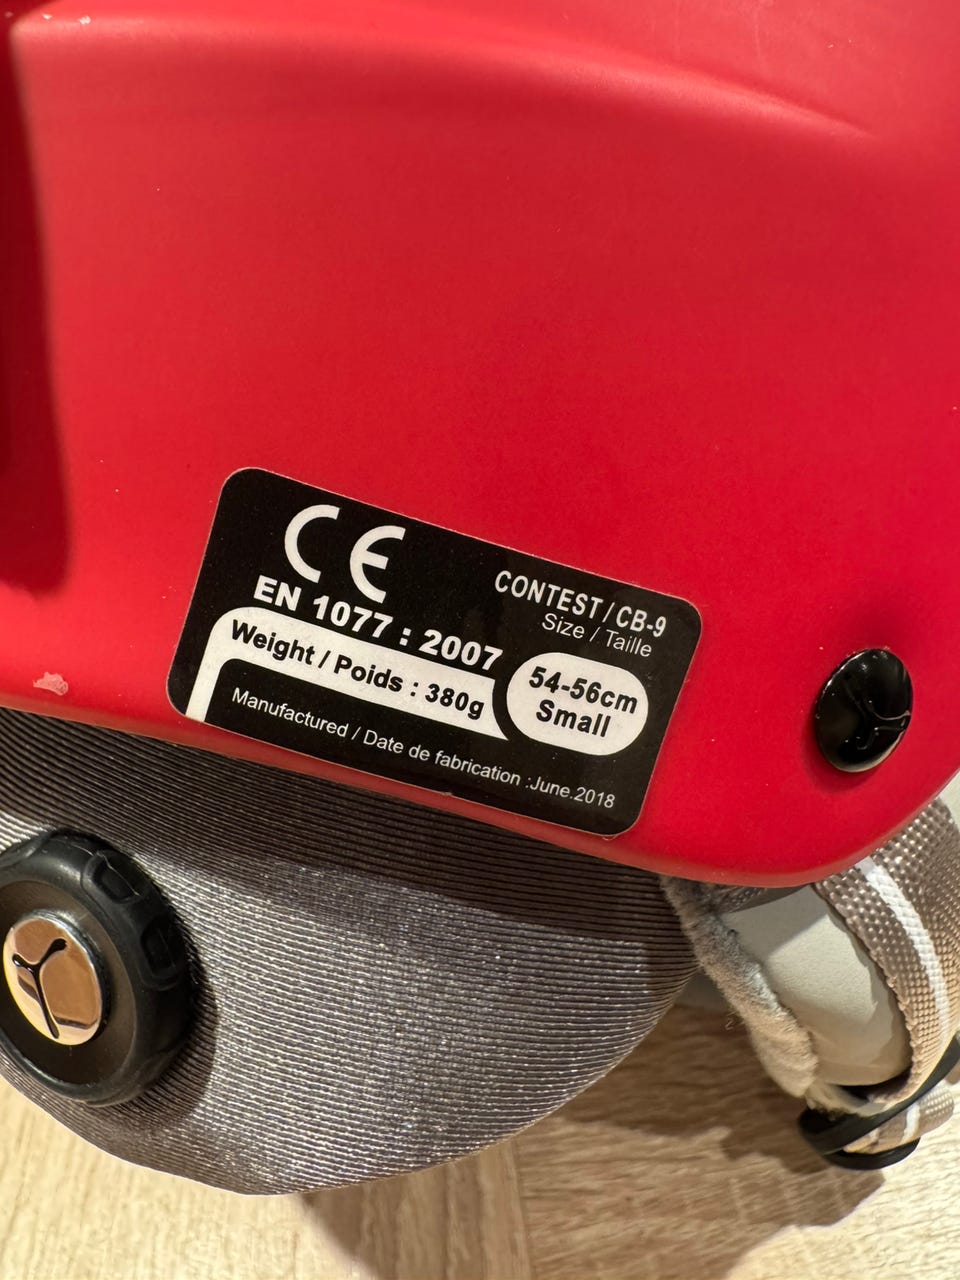 CE
EN 1077 : 2007
CONTEST / CB-9
Size / Taille
54-56cm
Small
Weight / Poids : 380g
Manufactured / Date de fabrication :June.2018